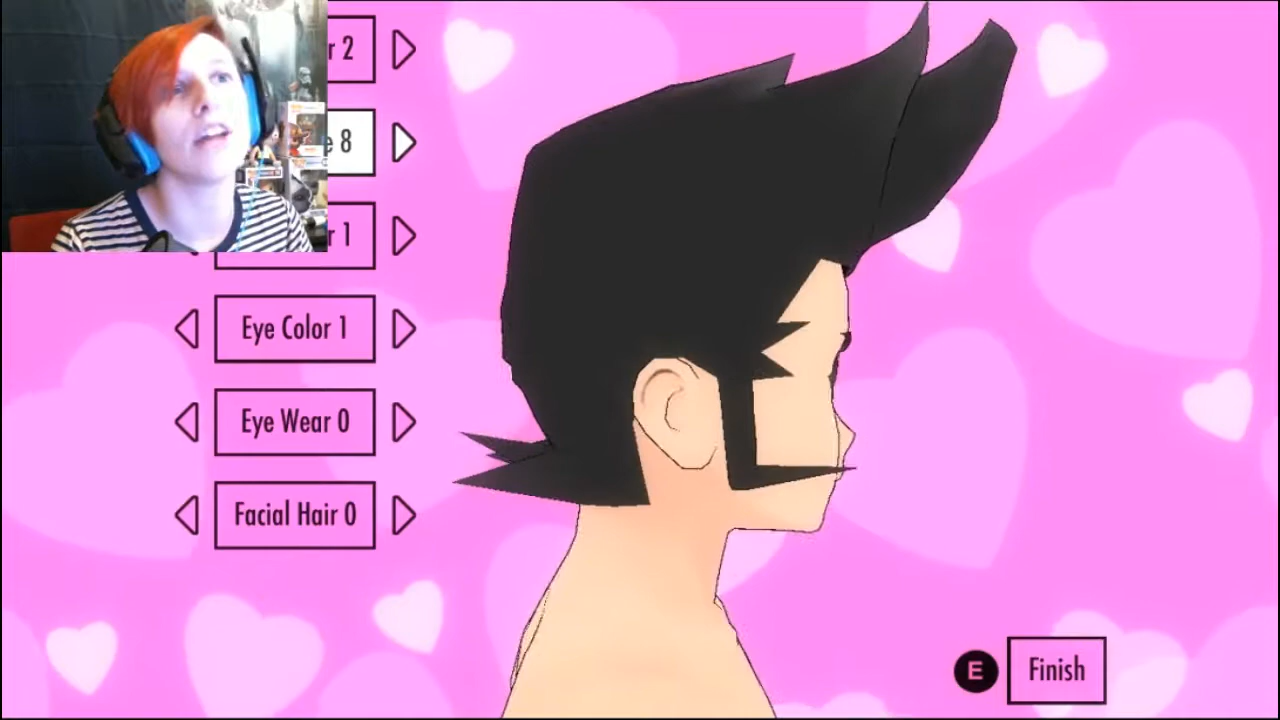 r 2
e 8
r 1
Eye Color 1
Eye Wear 0
Facial Hair 0
E Finish